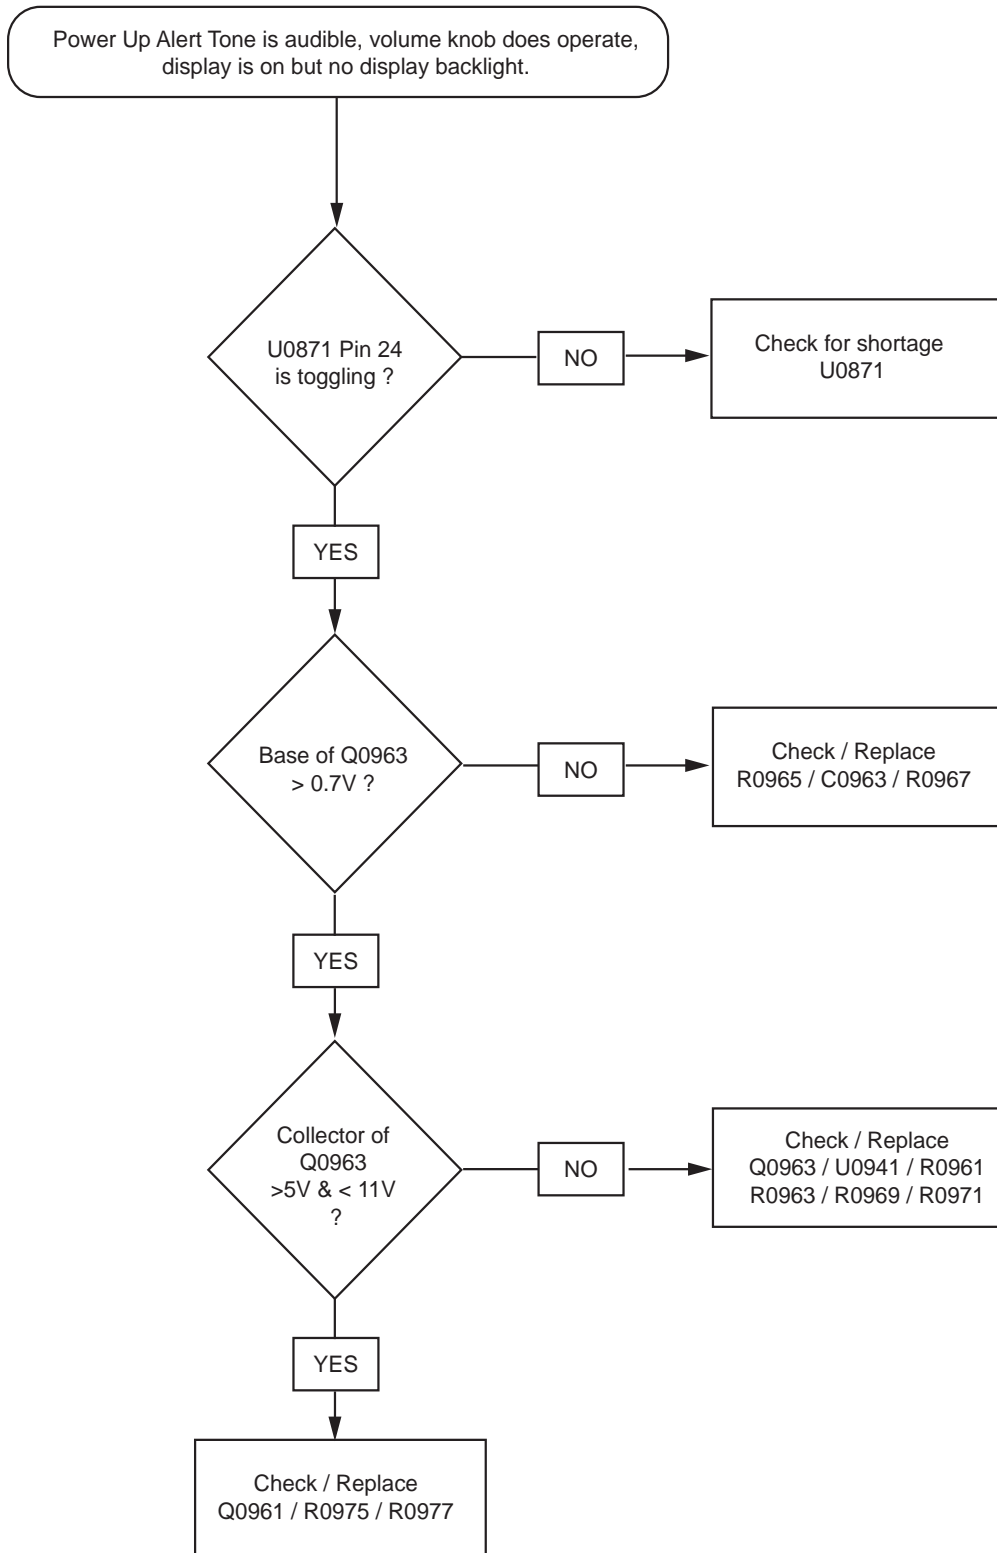 Power Up Alert Tone is audible, volume knob does operate,
display is on but no display backlight.
U0871 Pin 24
is toggling ?
NO
Check for shortage
U0871
YES
Base of Q0963
> 0.7V ?
NO
Check / Replace
R0965 / C0963 / R0967
YES
Collector of
Q0963
>5V & < 11V
?
NO
Check / Replace
Q0963 / U0941 / R0961
R0963 / R0969 / R0971
YES
Check / Replace
Q0961 / R0975 / R0977